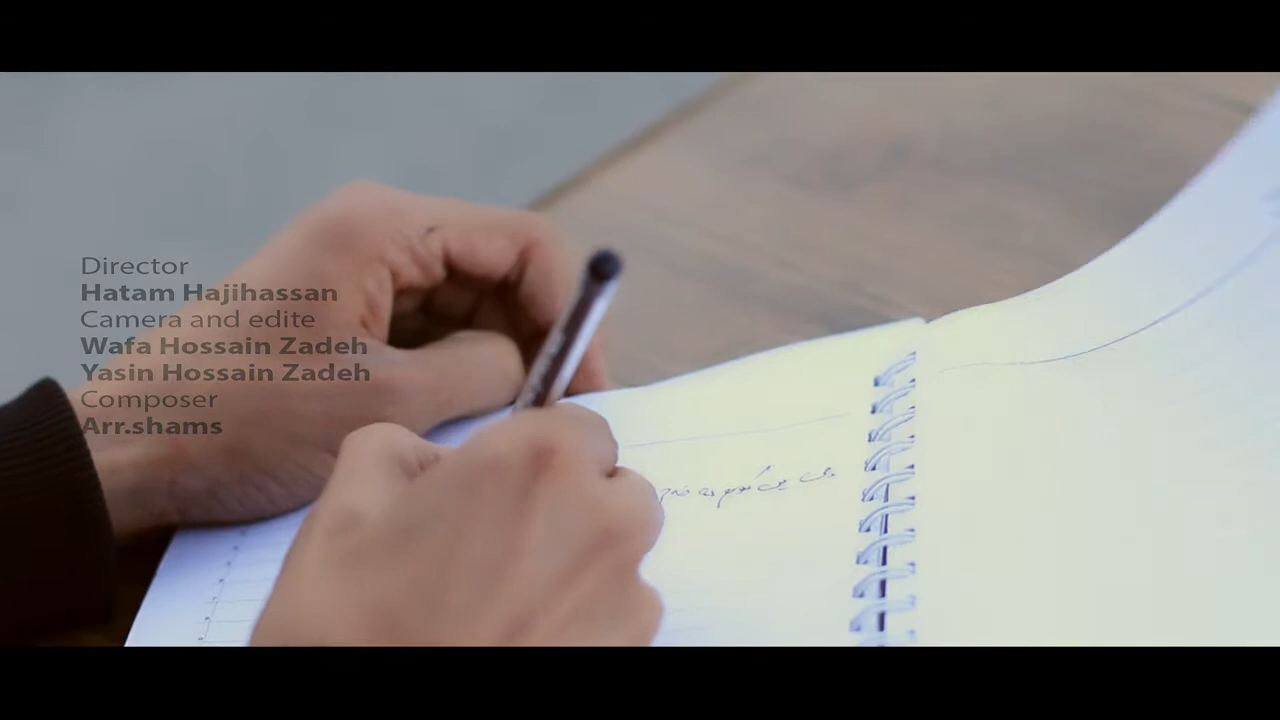 Director
Hatam Hajihassan
Camera and edite
Wafa Hossain Zadeh
Yasin Hossain Zadeh
Composer
Arr.shams